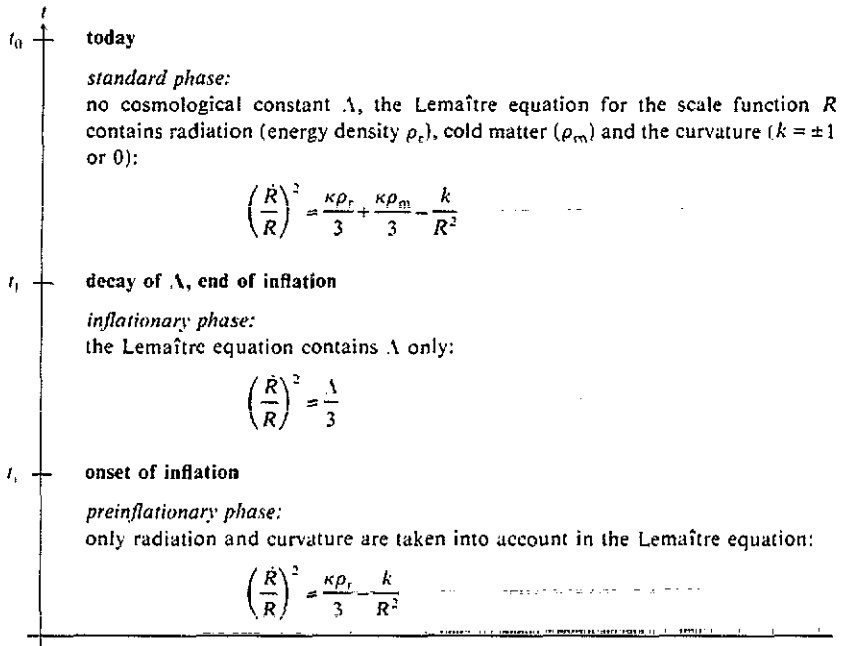 t
t₀ today
standard phase:
no cosmological constant Λ, the Lemaître equation for the scale function R
contains radiation (energy density ρᵣ), cold matter (ρₘ) and the curvature (k = ±1
or 0):
(Ṙ/R)² = κρᵣ/3 + κρₘ/3 − k/R²
t_f decay of Λ, end of inflation
inflationary phase:
the Lemaître equation contains Λ only:
(Ṙ/R)² = Λ/3
tᵢ onset of inflation
preinflationary phase:
only radiation and curvature are taken into account in the Lemaître equation:
(Ṙ/R)² = κρᵣ/3 − k/R²